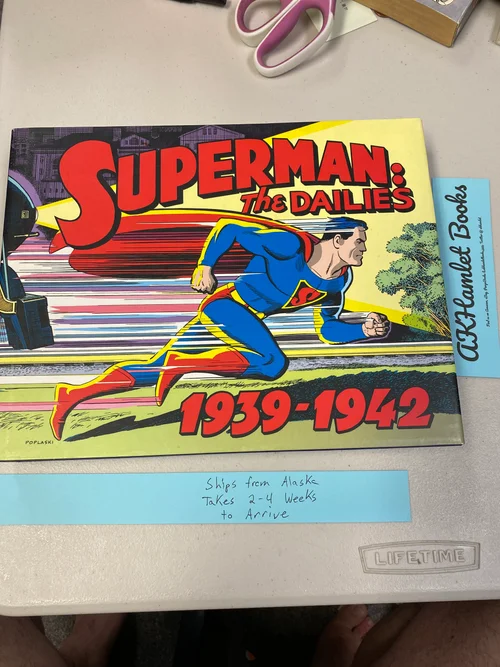 SUPERMAN:
The DAILIES
1939-1942
POPLASKI
AKHamlet Books
Ships from Alaska
Takes 2-4 Weeks
to Arrive
LIFETIME